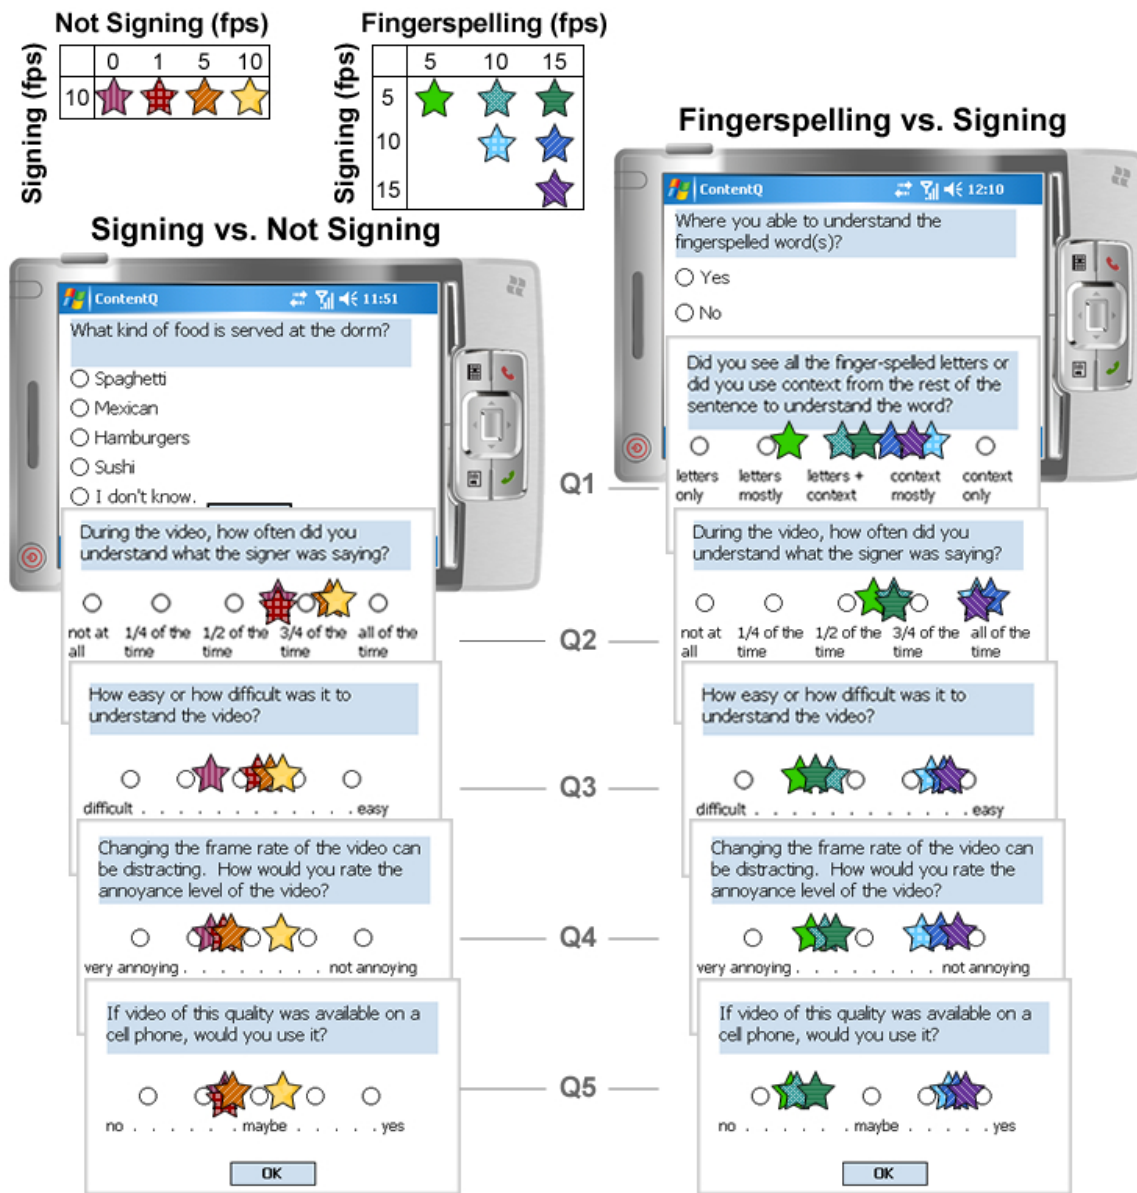 Not Signing (fps)
Signing (fps)
0 1 5 10
10
Fingerspelling (fps)
Signing (fps)
5 10 15
5
10
15
Signing vs. Not Signing
ContentQ 11:51
What kind of food is served at the dorm?
Spaghetti
Mexican
Hamburgers
Sushi
I don't know.
During the video, how often did you
understand what the signer was saying?
not at 1/4 of the 1/2 of the 3/4 of the all of the
all time time time time
How easy or how difficult was it to
understand the video?
difficult . . . . . . . . . . . . . easy
Changing the frame rate of the video can
be distracting. How would you rate the
annoyance level of the video?
very annoying . . . . . . . . . not annoying
If video of this quality was available on a
cell phone, would you use it?
no . . . . . . maybe . . . . . yes
OK
Q1
Q2
Q3
Q4
Q5
Fingerspelling vs. Signing
ContentQ 12:10
Where you able to understand the
fingerspelled word(s)?
Yes
No
Did you see all the finger-spelled letters or
did you use context from the rest of the
sentence to understand the word?
letters letters letters + context context
only mostly context mostly only
During the video, how often did you
understand what the signer was saying?
not at 1/4 of the 1/2 of the 3/4 of the all of the
all time time time time
How easy or how difficult was it to
understand the video?
difficult . . . . . . . . . . . . . easy
Changing the frame rate of the video can
be distracting. How would you rate the
annoyance level of the video?
very annoying . . . . . . . . . not annoying
If video of this quality was available on a
cell phone, would you use it?
no . . . . . . maybe . . . . . yes
OK